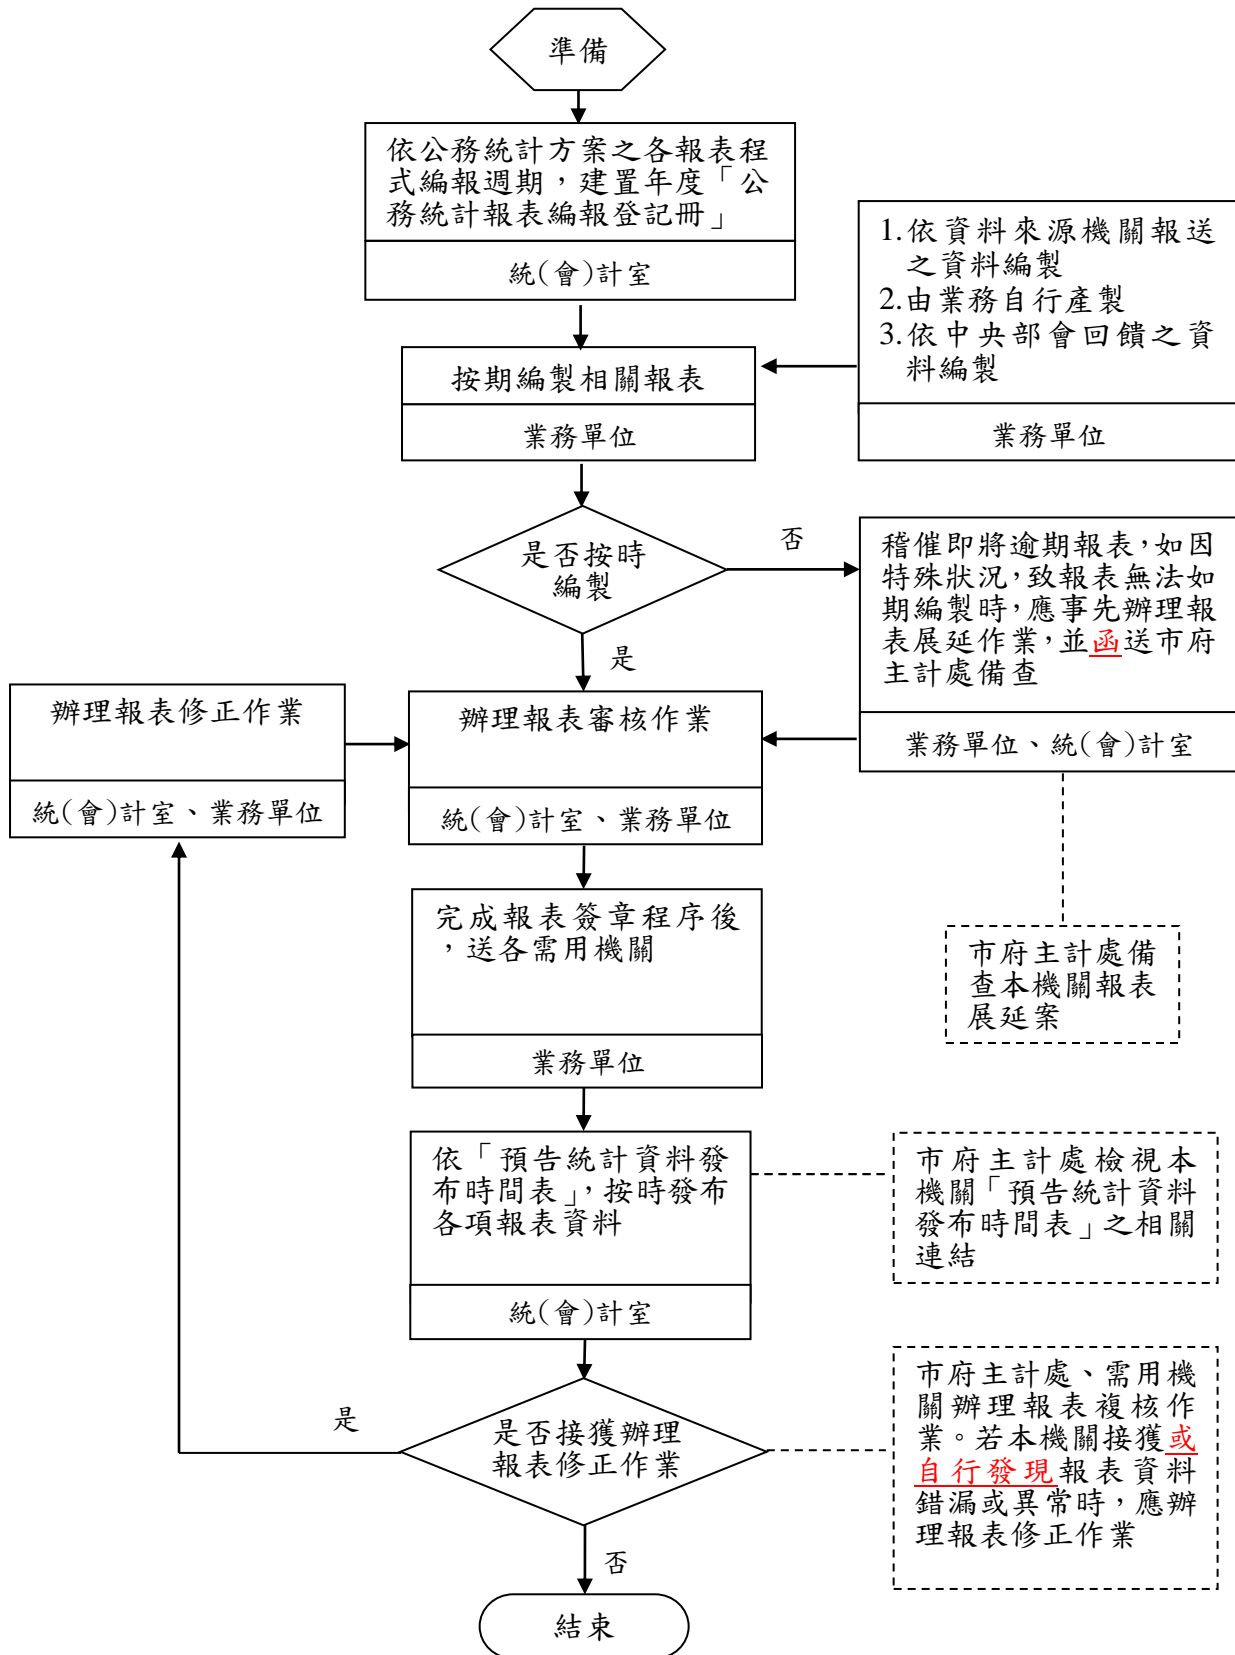 準備
依公務統計方案之各報表程
式編報週期，建置年度「公
務統計報表編報登記冊」
統(會)計室
1.依資料來源機關報送
之資料編製
2.由業務自行產製
3.依中央部會回饋之資
料編製
業務單位
按期編製相關報表
業務單位
是否按時
編製
否
是
稽催即將逾期報表，如因
特殊狀況，致報表無法如
期編製時，應事先辦理報
表展延作業，並函送市府
主計處備查
業務單位、統(會)計室
辦理報表修正作業
統(會)計室、業務單位
辦理報表審核作業
統(會)計室、業務單位
完成報表簽章程序後
，送各需用機關
業務單位
市府主計處備
查本機關報表
展延案
依「預告統計資料發
布時間表」，按時發布
各項報表資料
統(會)計室
市府主計處檢視本
機關「預告統計資料
發布時間表」之相關
連結
是否接獲辦理
報表修正作業
是
否
市府主計處、需用機
關辦理報表複核作
業。若本機關接獲或
自行發現報表資料
錯漏或異常時，應辦
理報表修正作業
結束